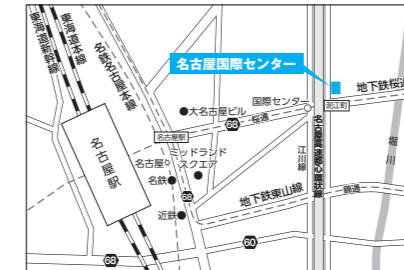 東海道新幹線
東海道本線
名鉄名古屋本線
名古屋国際センター
地下鉄桜通
国際センター
泥江町
大名古屋ビル
桜通
68
名古屋駅
名古屋駅
ミッドランド
スクエア
名古屋
名鉄
68
近鉄
江川線
名古屋高速都心環状線
堀川
錦通
地下鉄東山線
68
60